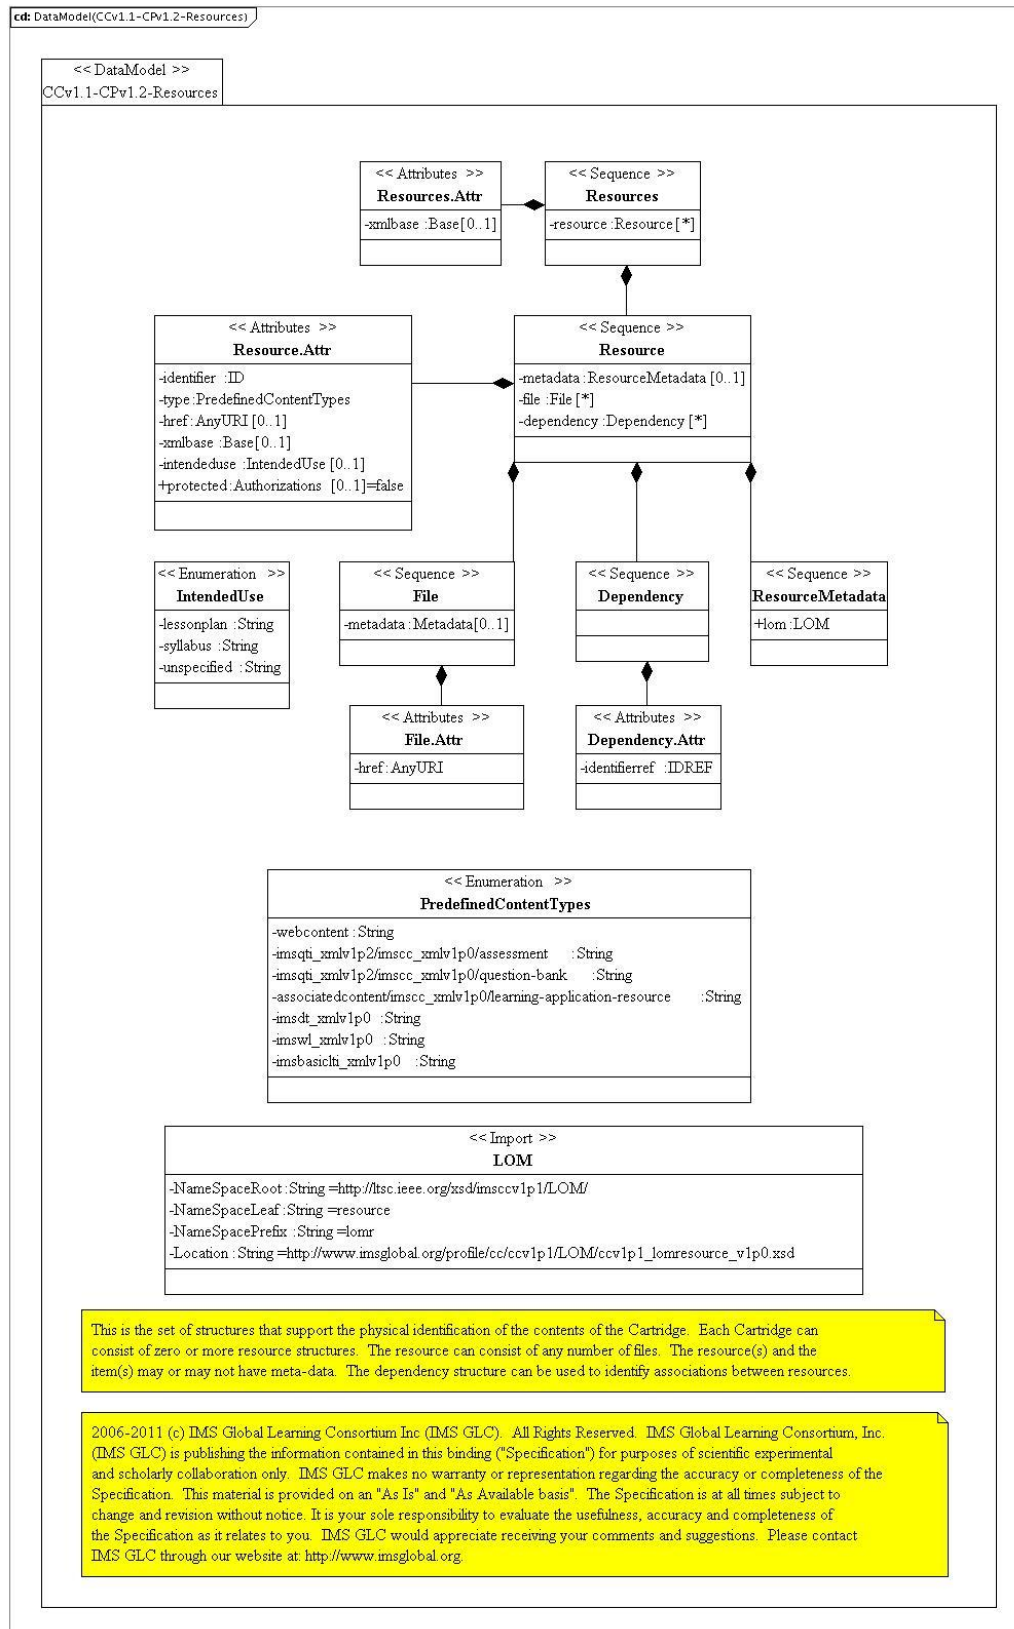 cd: DataModel(CCv1.1-CPv1.2-Resources)
<< DataModel >>
CCv1.1-CPv1.2-Resources
<< Attributes >>
Resources.Attr
-xmlbase :Base[0..1]
<< Sequence >>
Resources
-resource :Resource [*]
<< Attributes >>
Resource.Attr
-identifier :ID
-type :PredefinedContentTypes
-href :AnyURI [0..1]
-xmlbase :Base[0..1]
-intendeduse :IntendedUse [0..1]
+protected :Authorizations [0..1]=false
<< Sequence >>
Resource
-metadata :ResourceMetadata [0..1]
-file :File [*]
-dependency :Dependency [*]
<< Enumeration >>
IntendedUse
-lessonplan :String
-syllabus :String
-unspecified :String
<< Sequence >>
File
-metadata :Metadata[0..1]
<< Sequence >>
Dependency
<< Sequence >>
ResourceMetadata
+lom :LOM
<< Attributes >>
File.Attr
-href :AnyURI
<< Attributes >>
Dependency.Attr
-identifierref :IDREF
<< Enumeration >>
PredefinedContentTypes
-webcontent :String
-imsqti_xmlv1p2/imscc_xmlv1p0/assessment :String
-imsqti_xmlv1p2/imscc_xmlv1p0/question-bank :String
-associatedcontent/imscc_xmlv1p0/learning-application-resource :String
-imsdt_xmlv1p0 :String
-imswl_xmlv1p0 :String
-imsbasiclti_xmlv1p0 :String
<< Import >>
LOM
-NameSpaceRoot :String =http://ltsc.ieee.org/xsd/imsccv1p1/LOM/
-NameSpaceLeaf :String =resource
-NameSpacePrefix :String =lomr
-Location :String =http://www.imsglobal.org/profile/cc/ccv1p1/LOM/ccv1p1_lomresource_v1p0.xsd
This is the set of structures that support the physical identification of the contents of the Cartridge. Each Cartridge can
consist of zero or more resource structures. The resource can consist of any number of files. The resource(s) and the
item(s) may or may not have meta-data. The dependency structure can be used to identify associations between resources.
2006-2011 (c) IMS Global Learning Consortium Inc (IMS GLC). All Rights Reserved. IMS Global Learning Consortium, Inc.
(IMS GLC) is publishing the information contained in this binding ("Specification") for purposes of scientific experimental
and scholarly collaboration only. IMS GLC makes no warranty or representation regarding the accuracy or completeness of the
Specification. This material is provided on an "As Is" and "As Available basis". The Specification is at all times subject to
change and revision without notice. It is your sole responsibility to evaluate the usefulness, accuracy and completeness of
the Specification as it relates to you. IMS GLC would appreciate receiving your comments and suggestions. Please contact
IMS GLC through our website at: http://www.imsglobal.org.